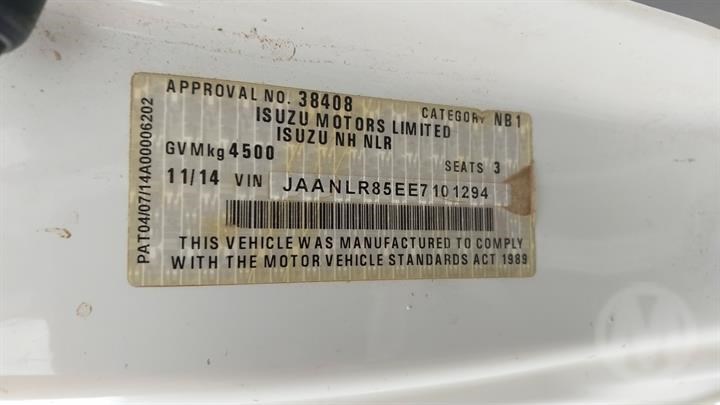 APPROVAL NO. 38408 CATEGORY NB1
ISUZU MOTORS LIMITED
ISUZU NH NLR
GVMkg 4500 SEATS 3
11/14 VIN JAANLR85EE7101294
THIS VEHICLE WAS MANUFACTURED TO COMPLY
WITH THE MOTOR VEHICLE STANDARDS ACT 1989
PAT04/07/14A00006202